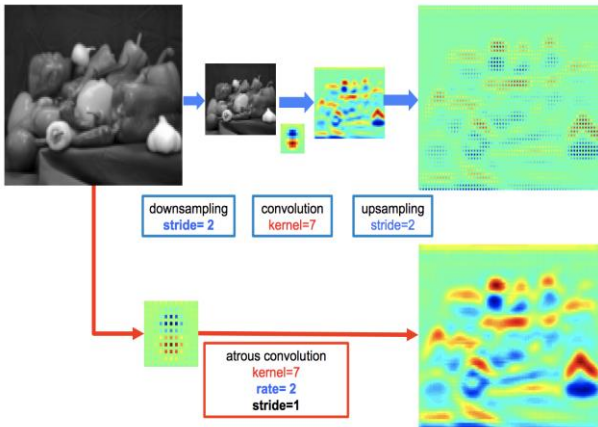 downsampling
stride= 2
convolution
kernel=7
upsampling
stride=2
atrous convolution
kernel=7
rate= 2
stride=1